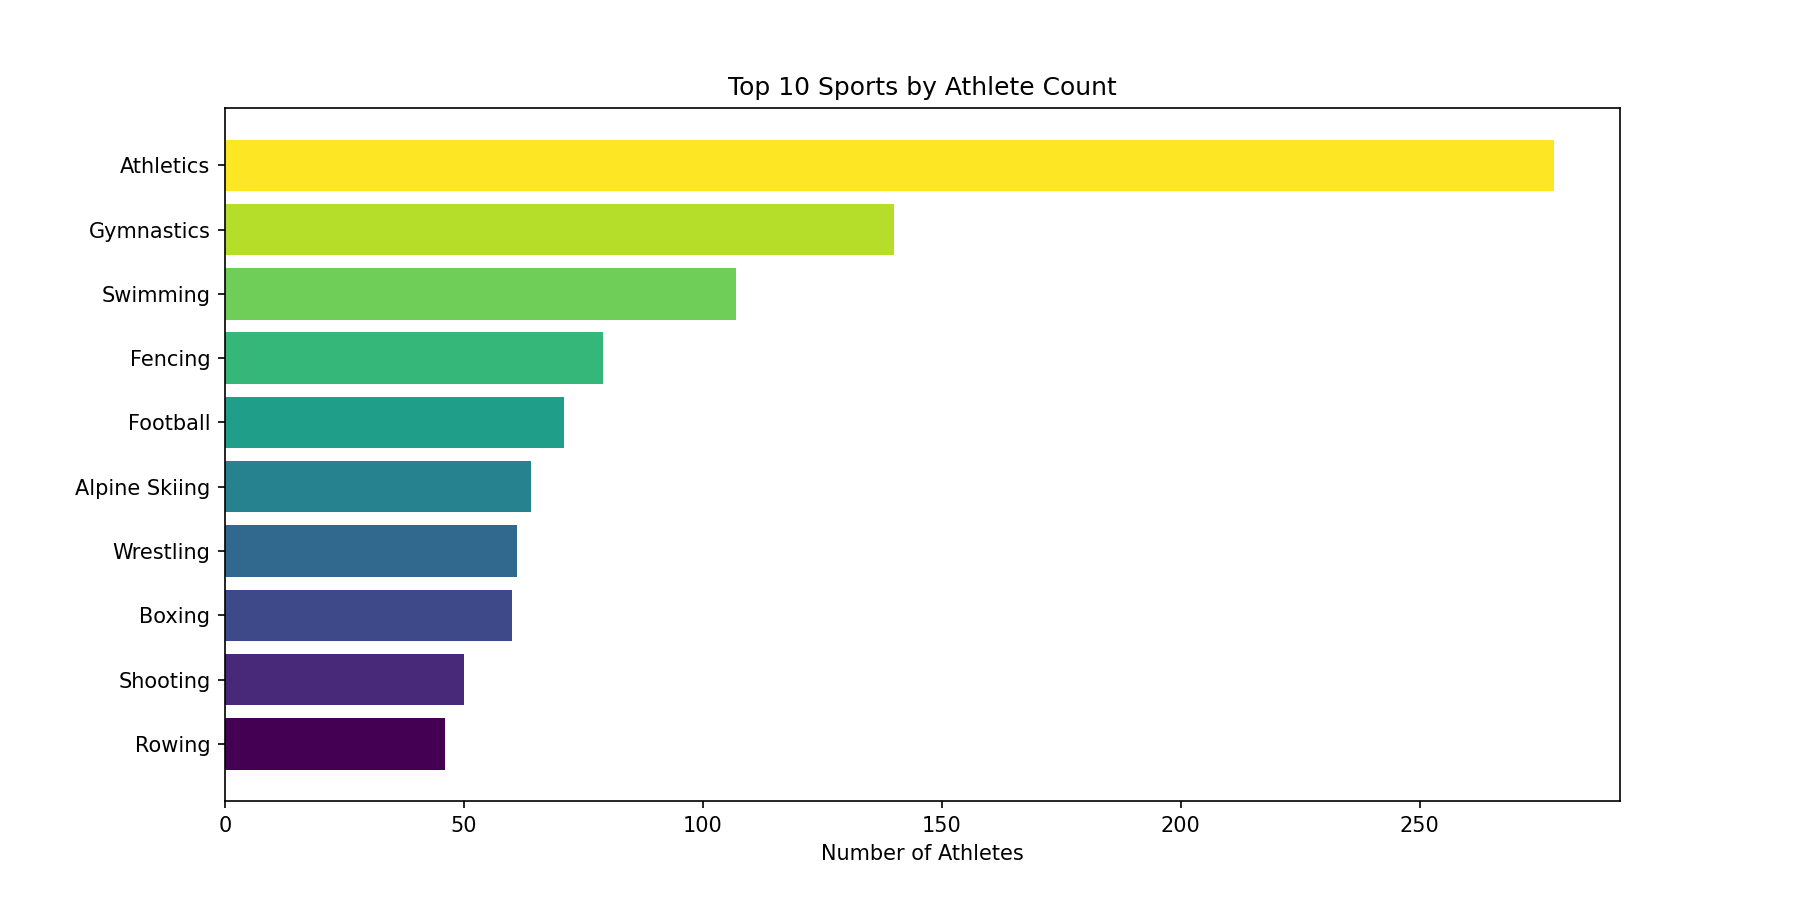 Top 10 Sports by Athlete Count
Athletics
Gymnastics
Swimming
Fencing
Football
Alpine Skiing
Wrestling
Boxing
Shooting
Rowing
0 50 100 150 200 250
Number of Athletes